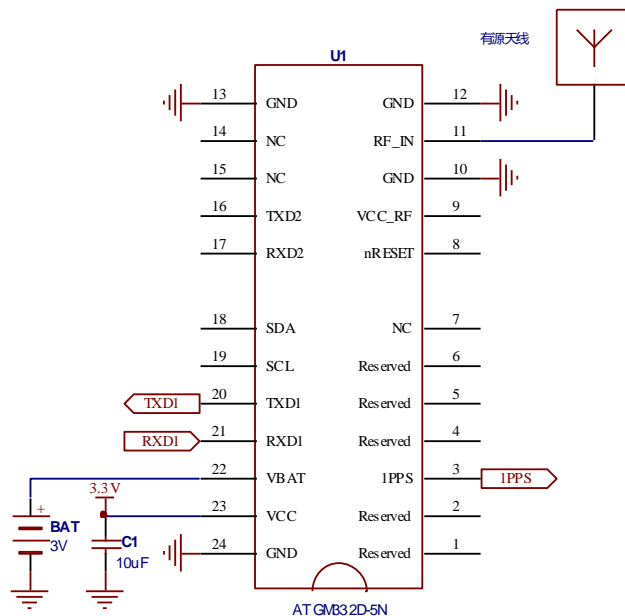 有源天线
U1
13 GND GND 12
14 NC RF_IN 11
15 NC GND 10
16 TXD2 VCC_RF 9
17 RXD2 nRESET 8
18 SDA NC 7
19 SCL Reserved 6
TXD1 20 TXD1 Reserved 5
RXD1 21 RXD1 Reserved 4
22 VBAT 1PPS 3 1PPS
3.3V
+
BAT
3V
23 VCC Reserved 2
C1
10uF
24 GND Reserved 1
ATGM332D-5N